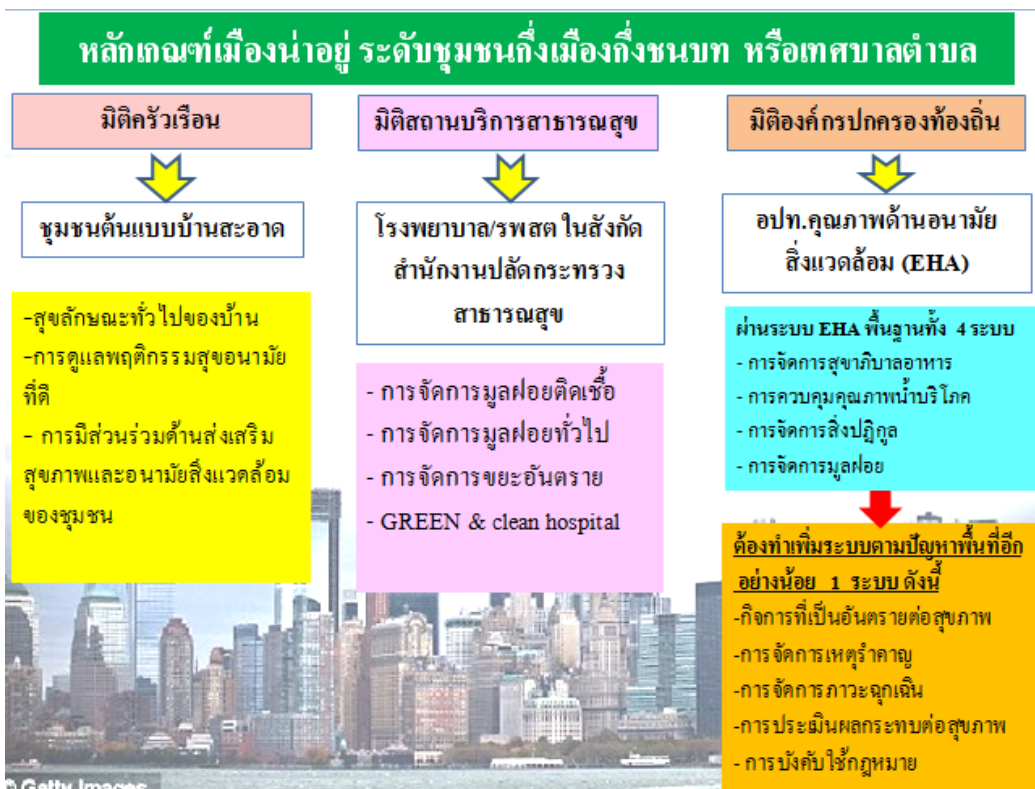 หลักเกณฑ์เมืองน่าอยู่ ระดับชุมชนกึ่งเมืองกึ่งชนบท หรือเทศบาลตำบล
มิติครัวเรือน
ชุมชนต้นแบบบ้านสะอาด
-สุขลักษณะทั่วไปของบ้าน
-การดูแลพฤติกรรมสุขอนามัย
ที่ดี
- การมีส่วนร่วมด้านส่งเสริม
สุขภาพและอนามัยสิ่งแวดล้อม
ของชุมชน
มิติสถานบริการสาธารณสุข
โรงพยาบาล/รพสต ในสังกัด
สำนักงานปลัดกระทรวง
สาธารณสุข
- การจัดการมูลฝอยติดเชื้อ
- การจัดการมูลฝอยทั่วไป
- การจัดการขยะอันตราย
- GREEN & clean hospital
มิติองค์กรปกครองท้องถิ่น
อปท.คุณภาพด้านอนามัย
สิ่งแวดล้อม (EHA)
ผ่านระบบ EHA พื้นฐานทั้ง 4 ระบบ
- การจัดการสุขาภิบาลอาหาร
- การควบคุมคุณภาพน้ำบริโภค
- การจัดการสิ่งปฏิกูล
- การจัดการมูลฝอย
ต้องทำเพิ่มระบบตามปัญหาพื้นที่อีก
อย่างน้อย 1 ระบบ ดังนี้
-กิจการที่เป็นอันตรายต่อสุขภาพ
-การจัดการเหตุรำคาญ
-การจัดการภาวะฉุกเฉิน
-การประเมินผลกระทบต่อสุขภาพ
- การบังคับใช้กฎหมาย
© Getty Images